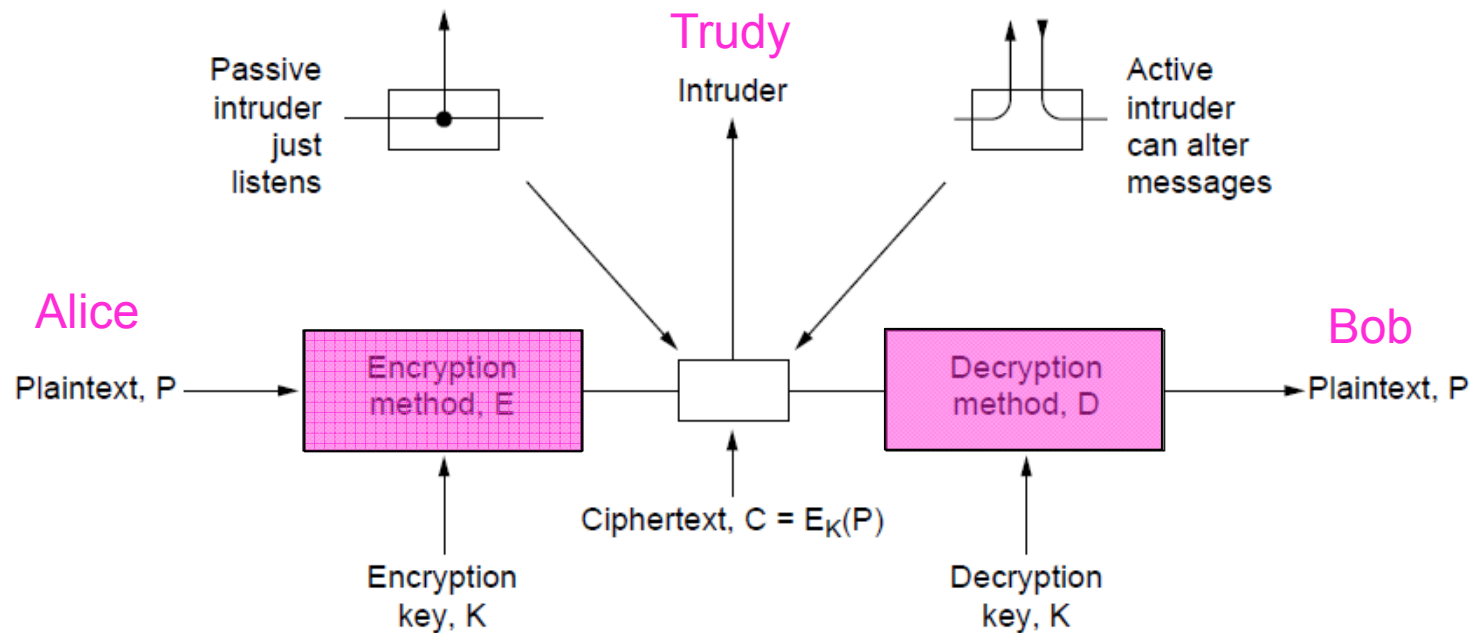 Trudy
Passive
intruder
just
listens
Intruder
Active
intruder
can alter
messages
Alice
Bob
Plaintext, P
Encryption
method, E
Decryption
method, D
Plaintext, P
Ciphertext, C = E_K(P)
Encryption
key, K
Decryption
key, K